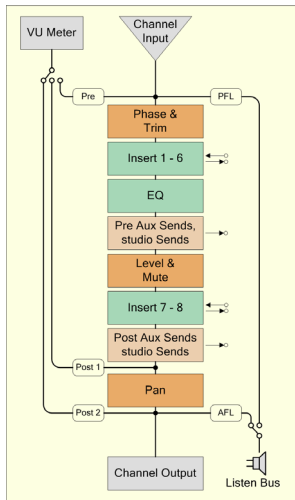 VU Meter
Channel
Input
Pre
PFL
Phase &
Trim
Insert 1 - 6
EQ
Pre Aux Sends,
studio Sends
Level &
Mute
Insert 7 - 8
Post Aux Sends
studio Sends
Post 1
Pan
Post 2
AFL
Channel Output
Listen Bus